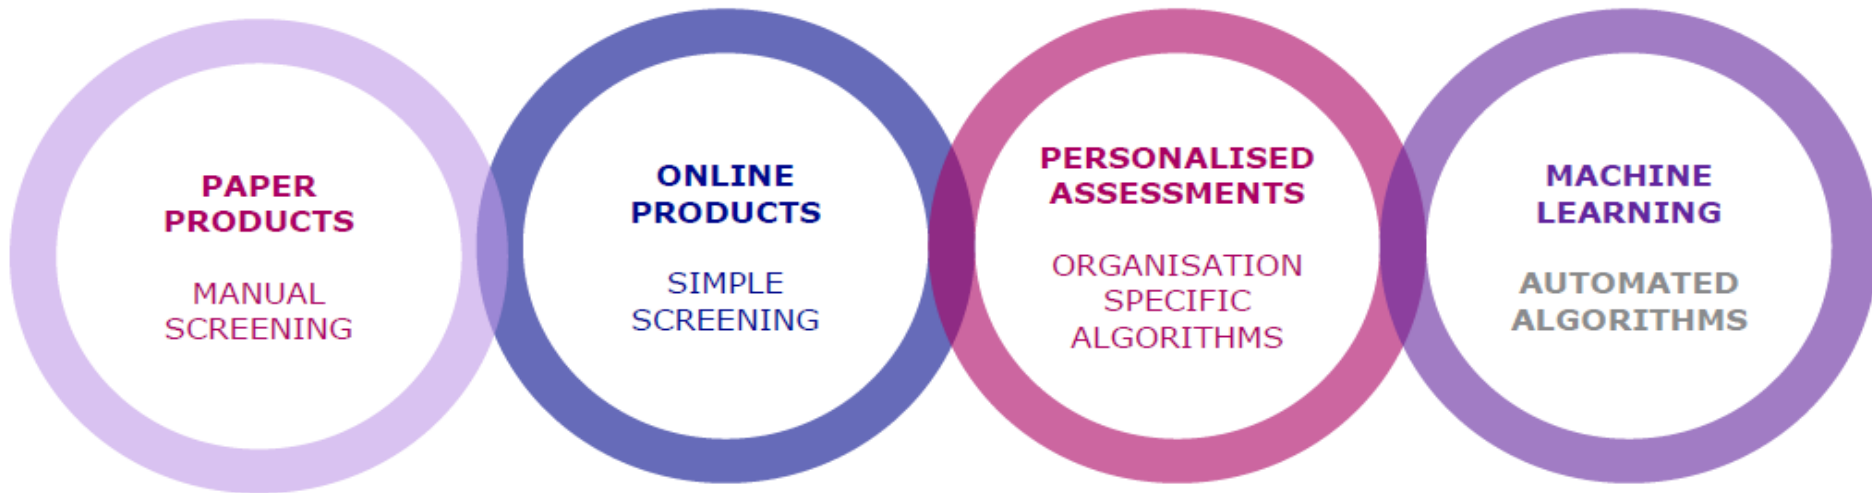 PAPER
PRODUCTS
MANUAL
SCREENING
ONLINE
PRODUCTS
SIMPLE
SCREENING
PERSONALISED
ASSESSMENTS
ORGANISATION
SPECIFIC
ALGORITHMS
MACHINE
LEARNING
AUTOMATED
ALGORITHMS